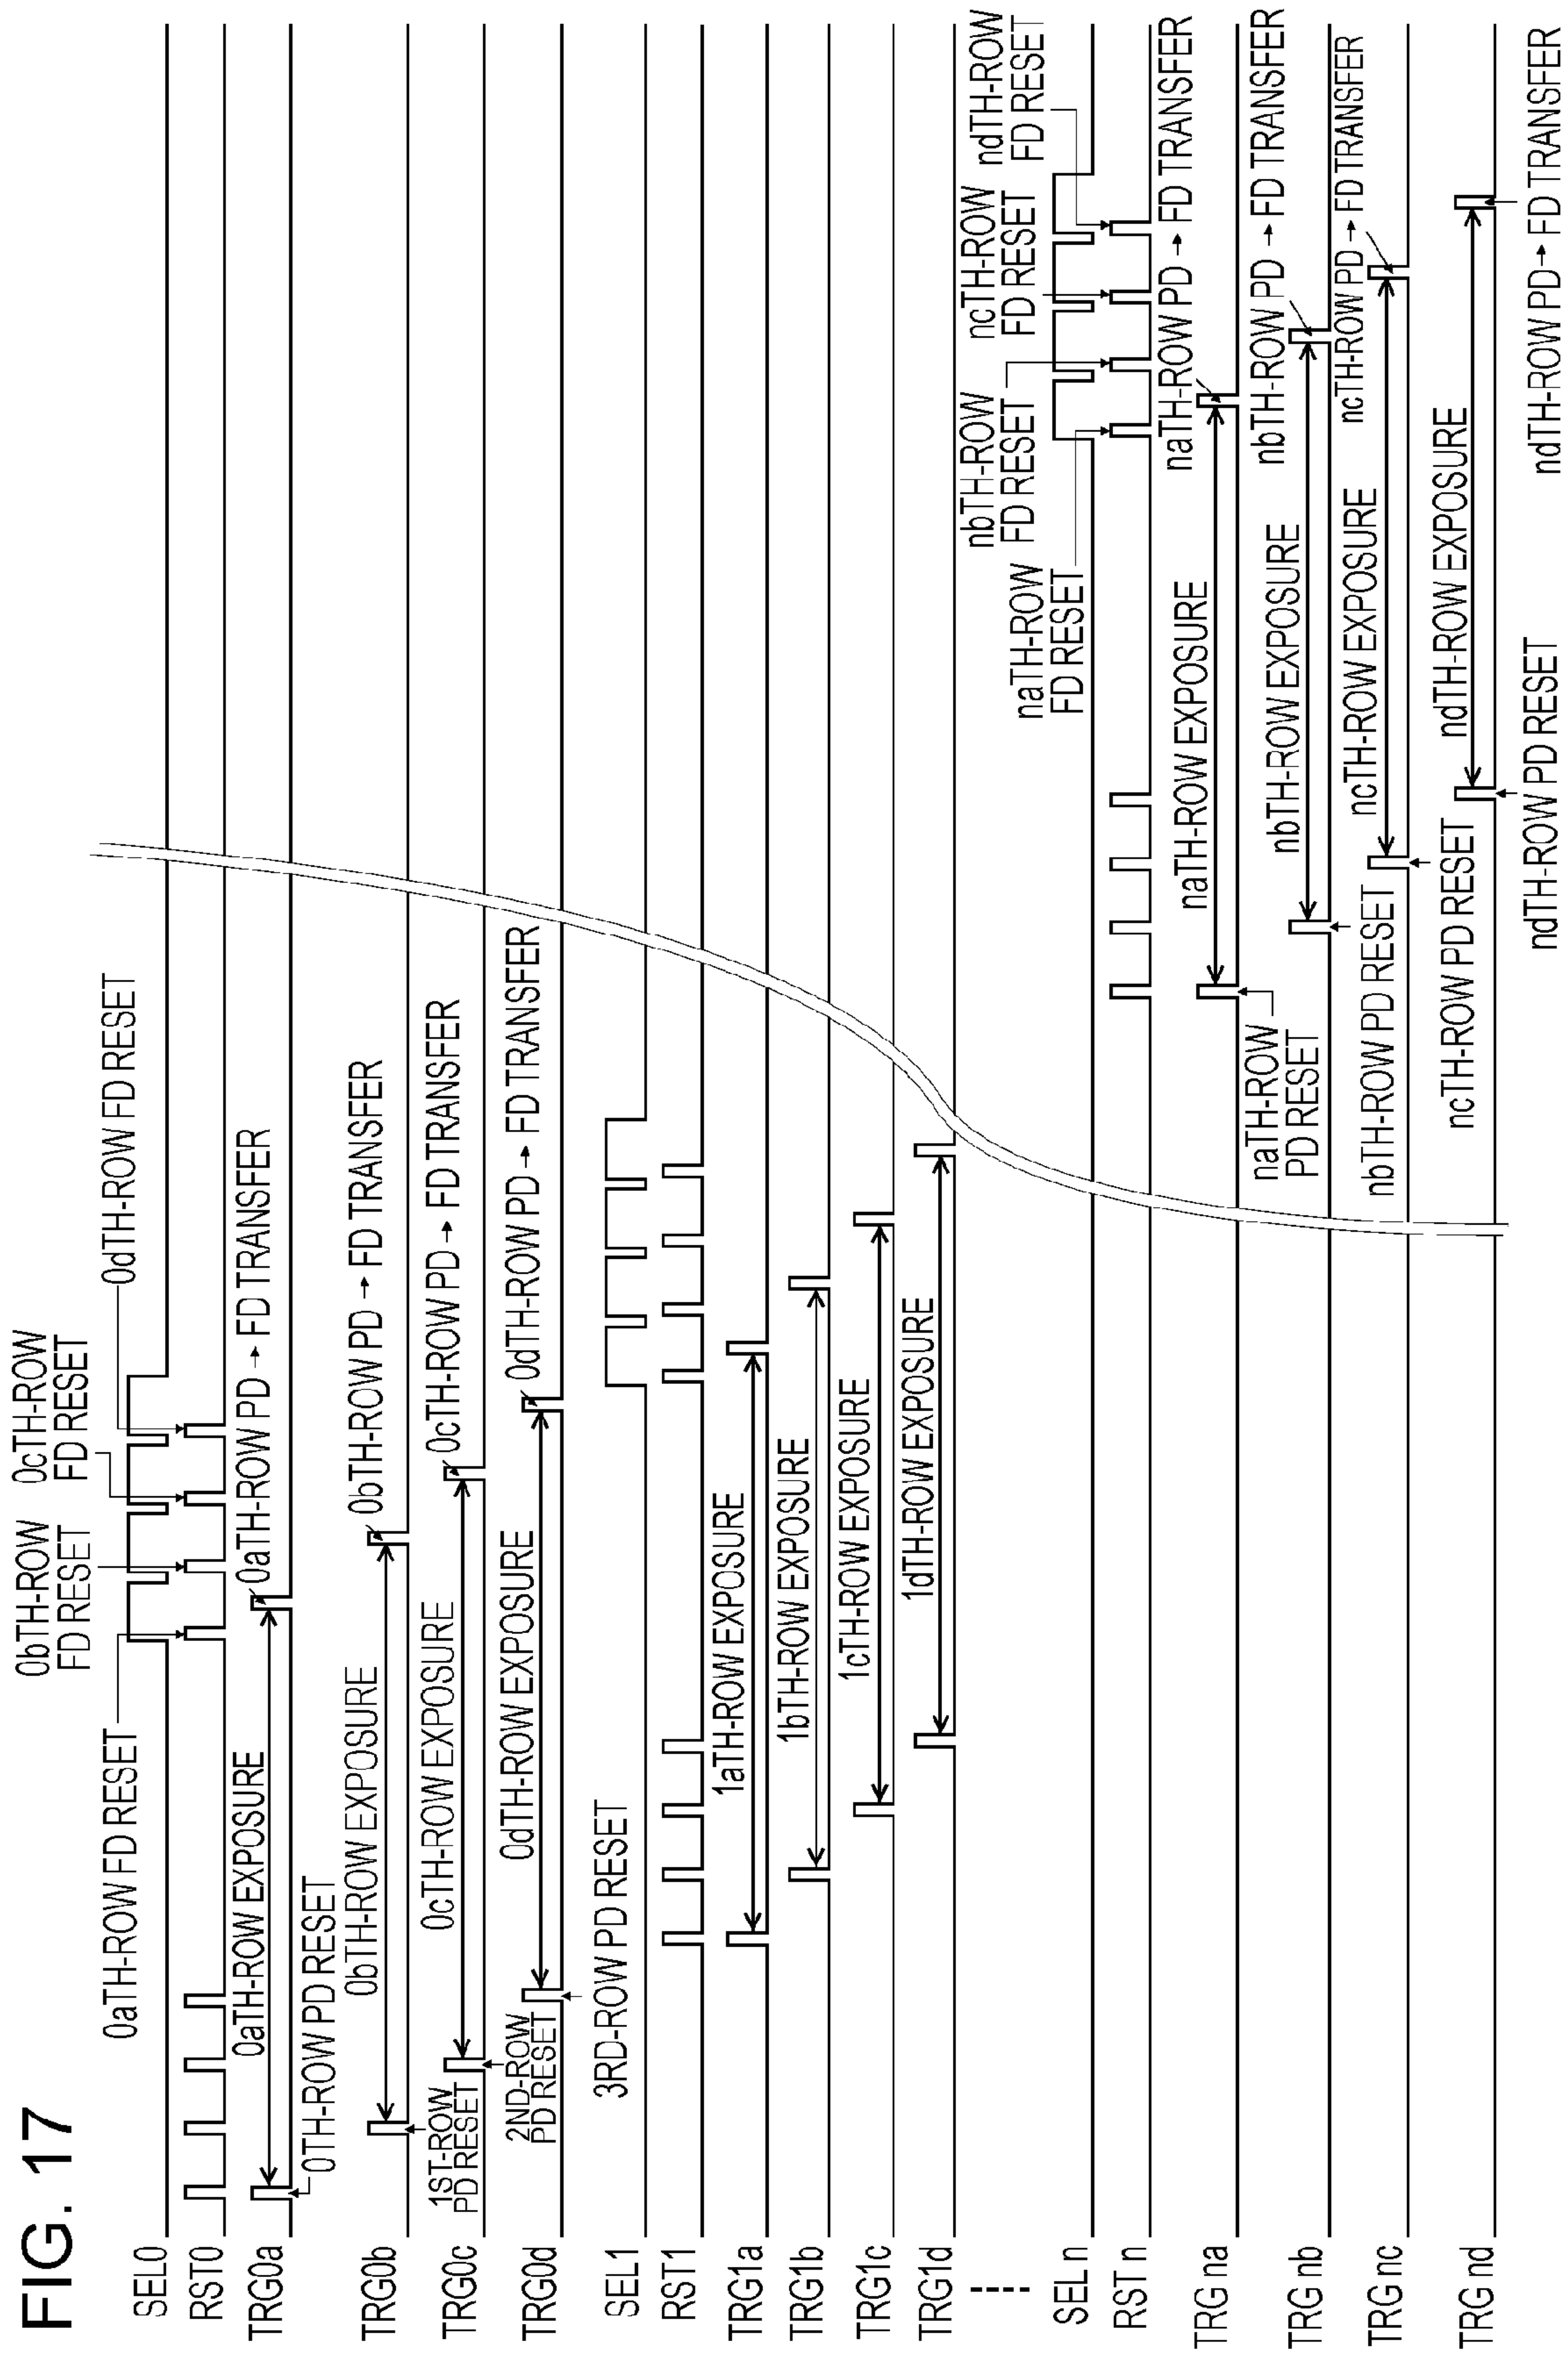 FIG. 17
SEL0
0aTH-ROW FD RESET
0bTH-ROW
FD RESET
0cTH-ROW
FD RESET
0dTH-ROW FD RESET
RST0
TRG0a
0aTH-ROW EXPOSURE
0aTH-ROW PD → FD TRANSFER
0TH-ROW PD RESET
TRG0b
0bTH-ROW EXPOSURE
0bTH-ROW PD → FD TRANSFER
1ST-ROW
PD RESET
TRG0c
0cTH-ROW EXPOSURE
0cTH-ROW PD → FD TRANSFER
2ND-ROW
PD RESET
TRG0d
0dTH-ROW EXPOSURE
0dTH-ROW PD → FD TRANSFER
3RD-ROW PD RESET
SEL1
RST1
TRG1a
1aTH-ROW EXPOSURE
TRG1b
1bTH-ROW EXPOSURE
TRG1c
1cTH-ROW EXPOSURE
TRG1d
1dTH-ROW EXPOSURE
SEL n
naTH-ROW
FD RESET
nbTH-ROW
FD RESET
ncTH-ROW
FD RESET
ndTH-ROW
FD RESET
RST n
TRG na
naTH-ROW EXPOSURE
naTH-ROW PD → FD TRANSFER
naTH-ROW
PD RESET
TRG nb
nbTH-ROW EXPOSURE
nbTH-ROW PD → FD TRANSFER
nbTH-ROW PD RESET
TRG nc
ncTH-ROW EXPOSURE
ncTH-ROW PD → FD TRANSFER
ncTH-ROW PD RESET
TRG nd
ndTH-ROW EXPOSURE
ndTH-ROW PD RESET
ndTH-ROW PD → FD TRANSFER